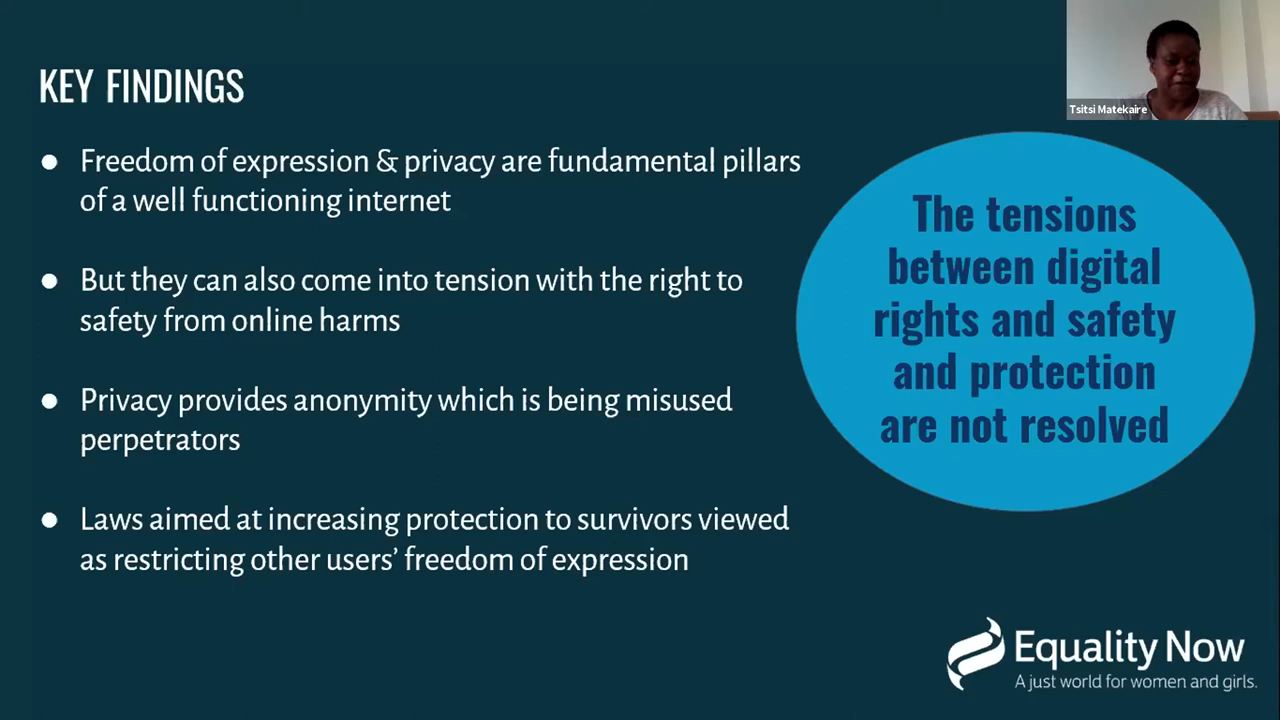 Tsitsi Matekaire
KEY FINDINGS
● Freedom of expression & privacy are fundamental pillars
of a well functioning internet
● But they can also come into tension with the right to
safety from online harms
● Privacy provides anonymity which is being misused
perpetrators
● Laws aimed at increasing protection to survivors viewed
as restricting other users’ freedom of expression
The tensions
between digital
rights and safety
and protection
are not resolved
Equality Now
A just world for women and girls.